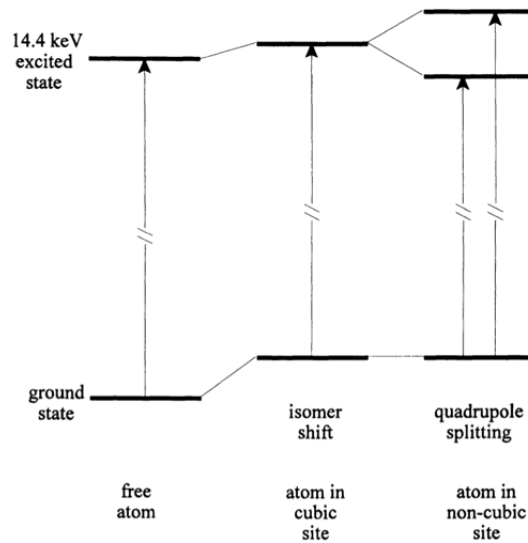 14.4 keV
excited
state
ground
state
isomer
shift
quadrupole
splitting
free
atom
atom in
cubic
site
atom in
non-cubic
site